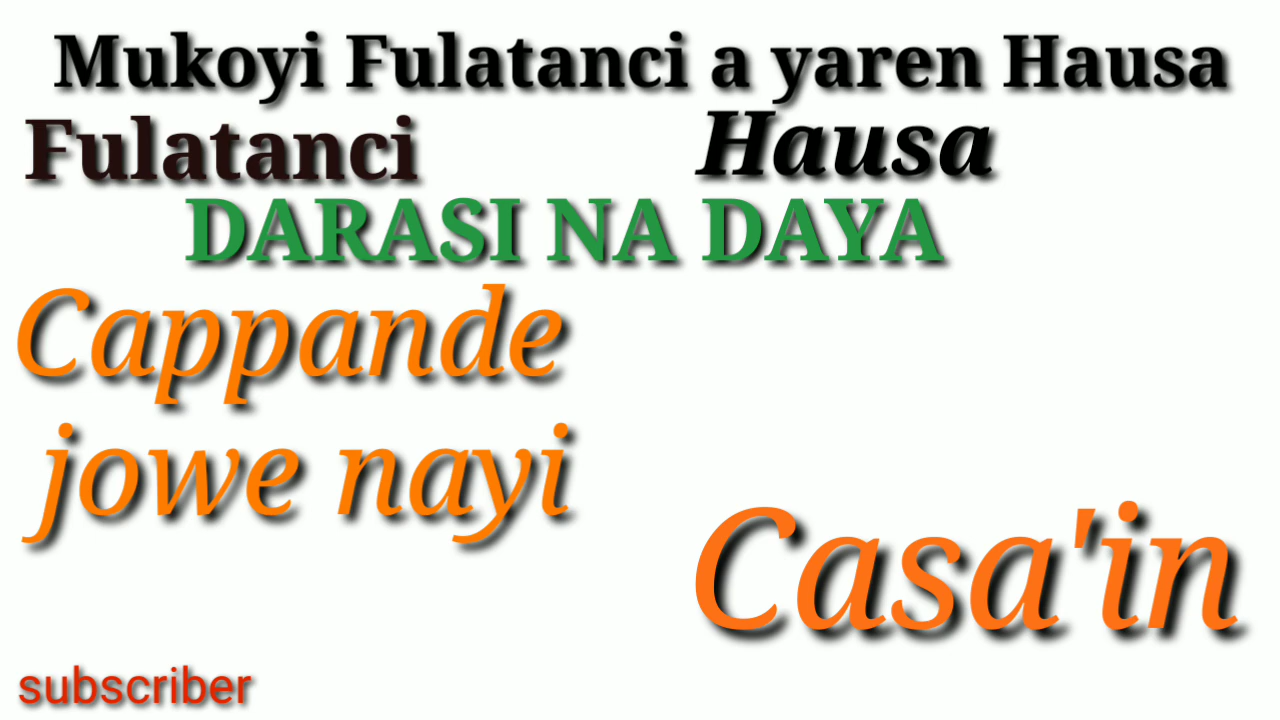 Mukoyi Fulatanci a yaren Hausa
Fulatanci Hausa
DARASI NA DAYA
Cappande
jowe nayi
Casa'in
subscriber